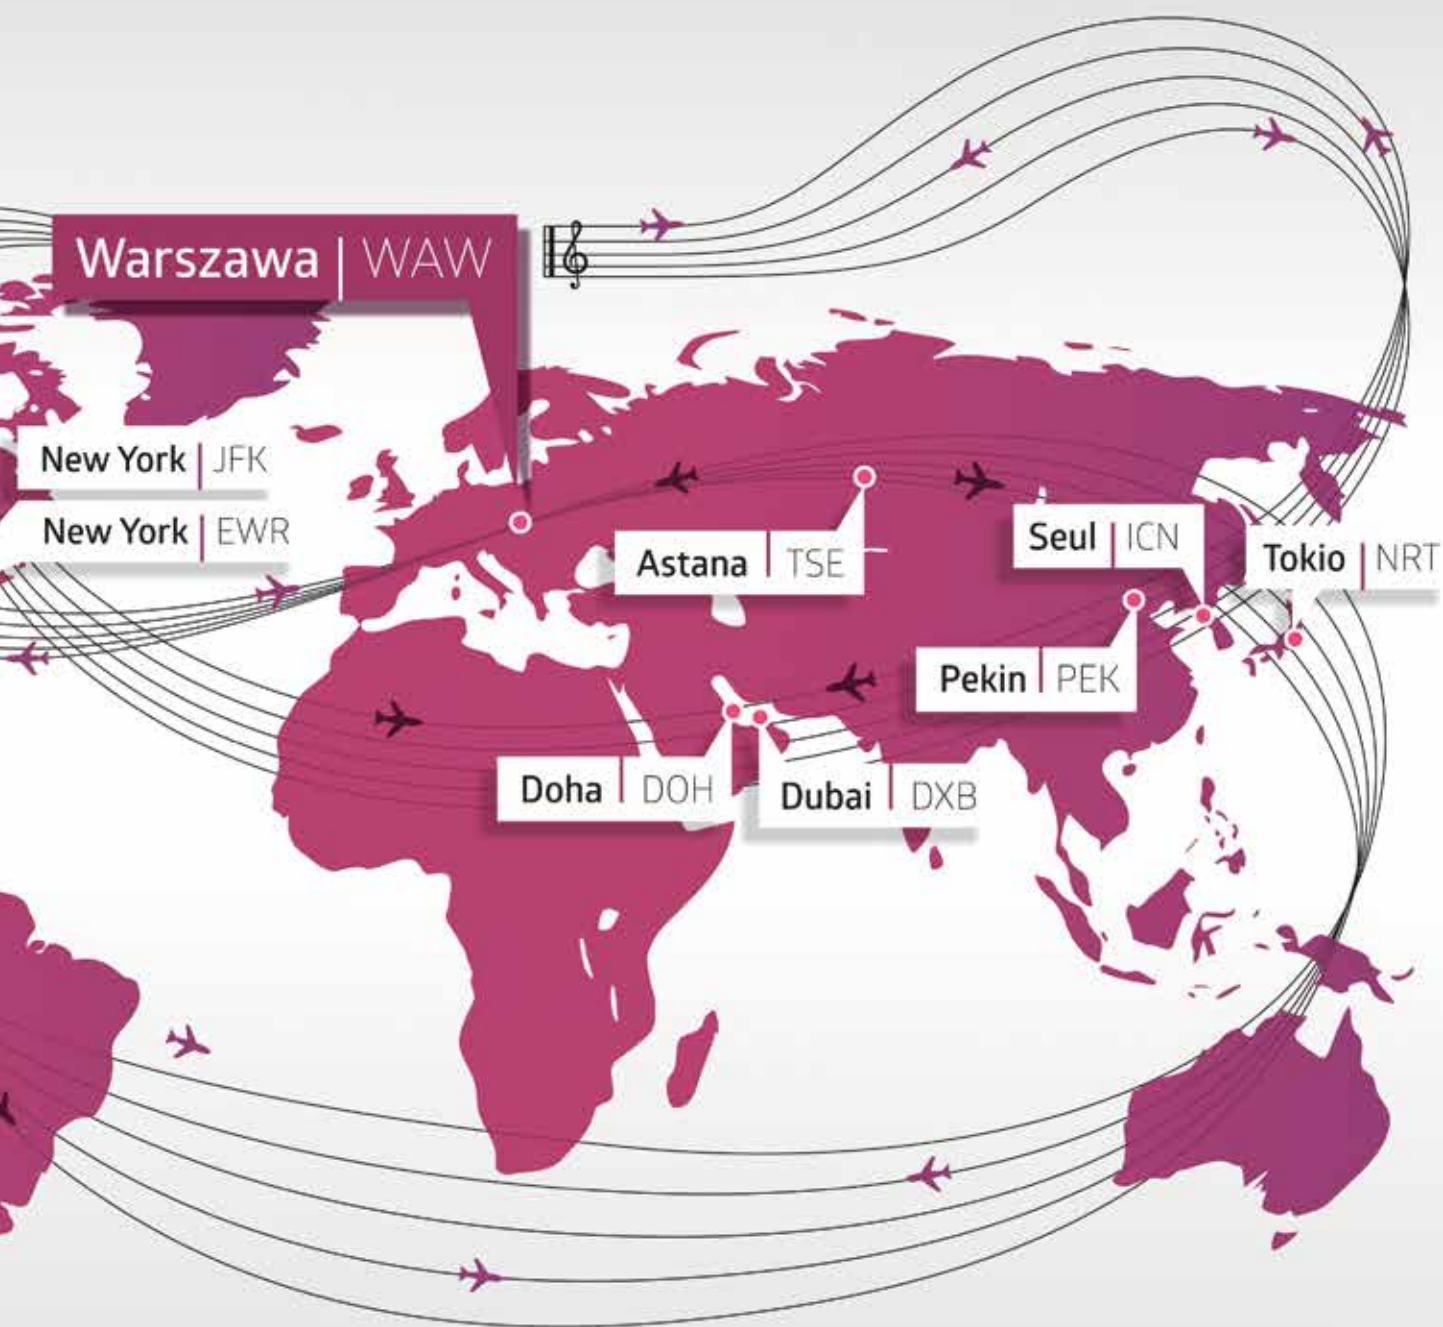 Warszawa | WAW
New York | JFK
New York | EWR
Astana | TSE
Seul | ICN
Tokio | NRT
Pekin | PEK
Doha | DOH
Dubai | DXB